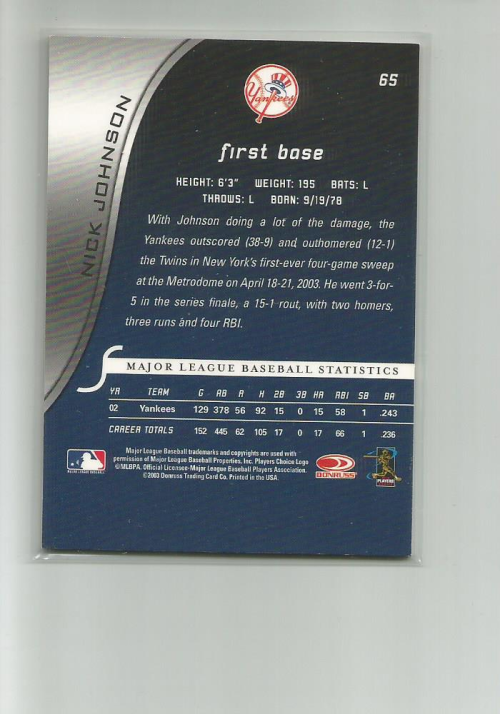 65
Yankees
NICK JOHNSON
first base
HEIGHT: 6'3" WEIGHT: 195 BATS: L
THROWS: L BORN: 9/19/78
With Johnson doing a lot of the damage, the
Yankees outscored (38-9) and outhomered (12-1)
the Twins in New York's first-ever four-game sweep
at the Metrodome on April 18-21, 2003. He went 3-for-
5 in the series finale, a 15-1 rout, with two homers,
three runs and four RBI.
MAJOR LEAGUE BASEBALL STATISTICS
YR TEAM G AB R H 2B 3B HR RBI SB BA
02 Yankees 129 378 56 92 15 0 15 58 1 .243
CAREER TOTALS 152 445 62 105 17 0 17 66 1 .236
Major League Baseball trademarks and copyrights are used with
permission of Major League Baseball Properties, Inc. Players Choice Logo
©MLBPA, Official Licensee-Major League Baseball Players Association.
©2003 Donruss Trading Card Co. Printed in the USA.
DONRUSS
PLAYERS